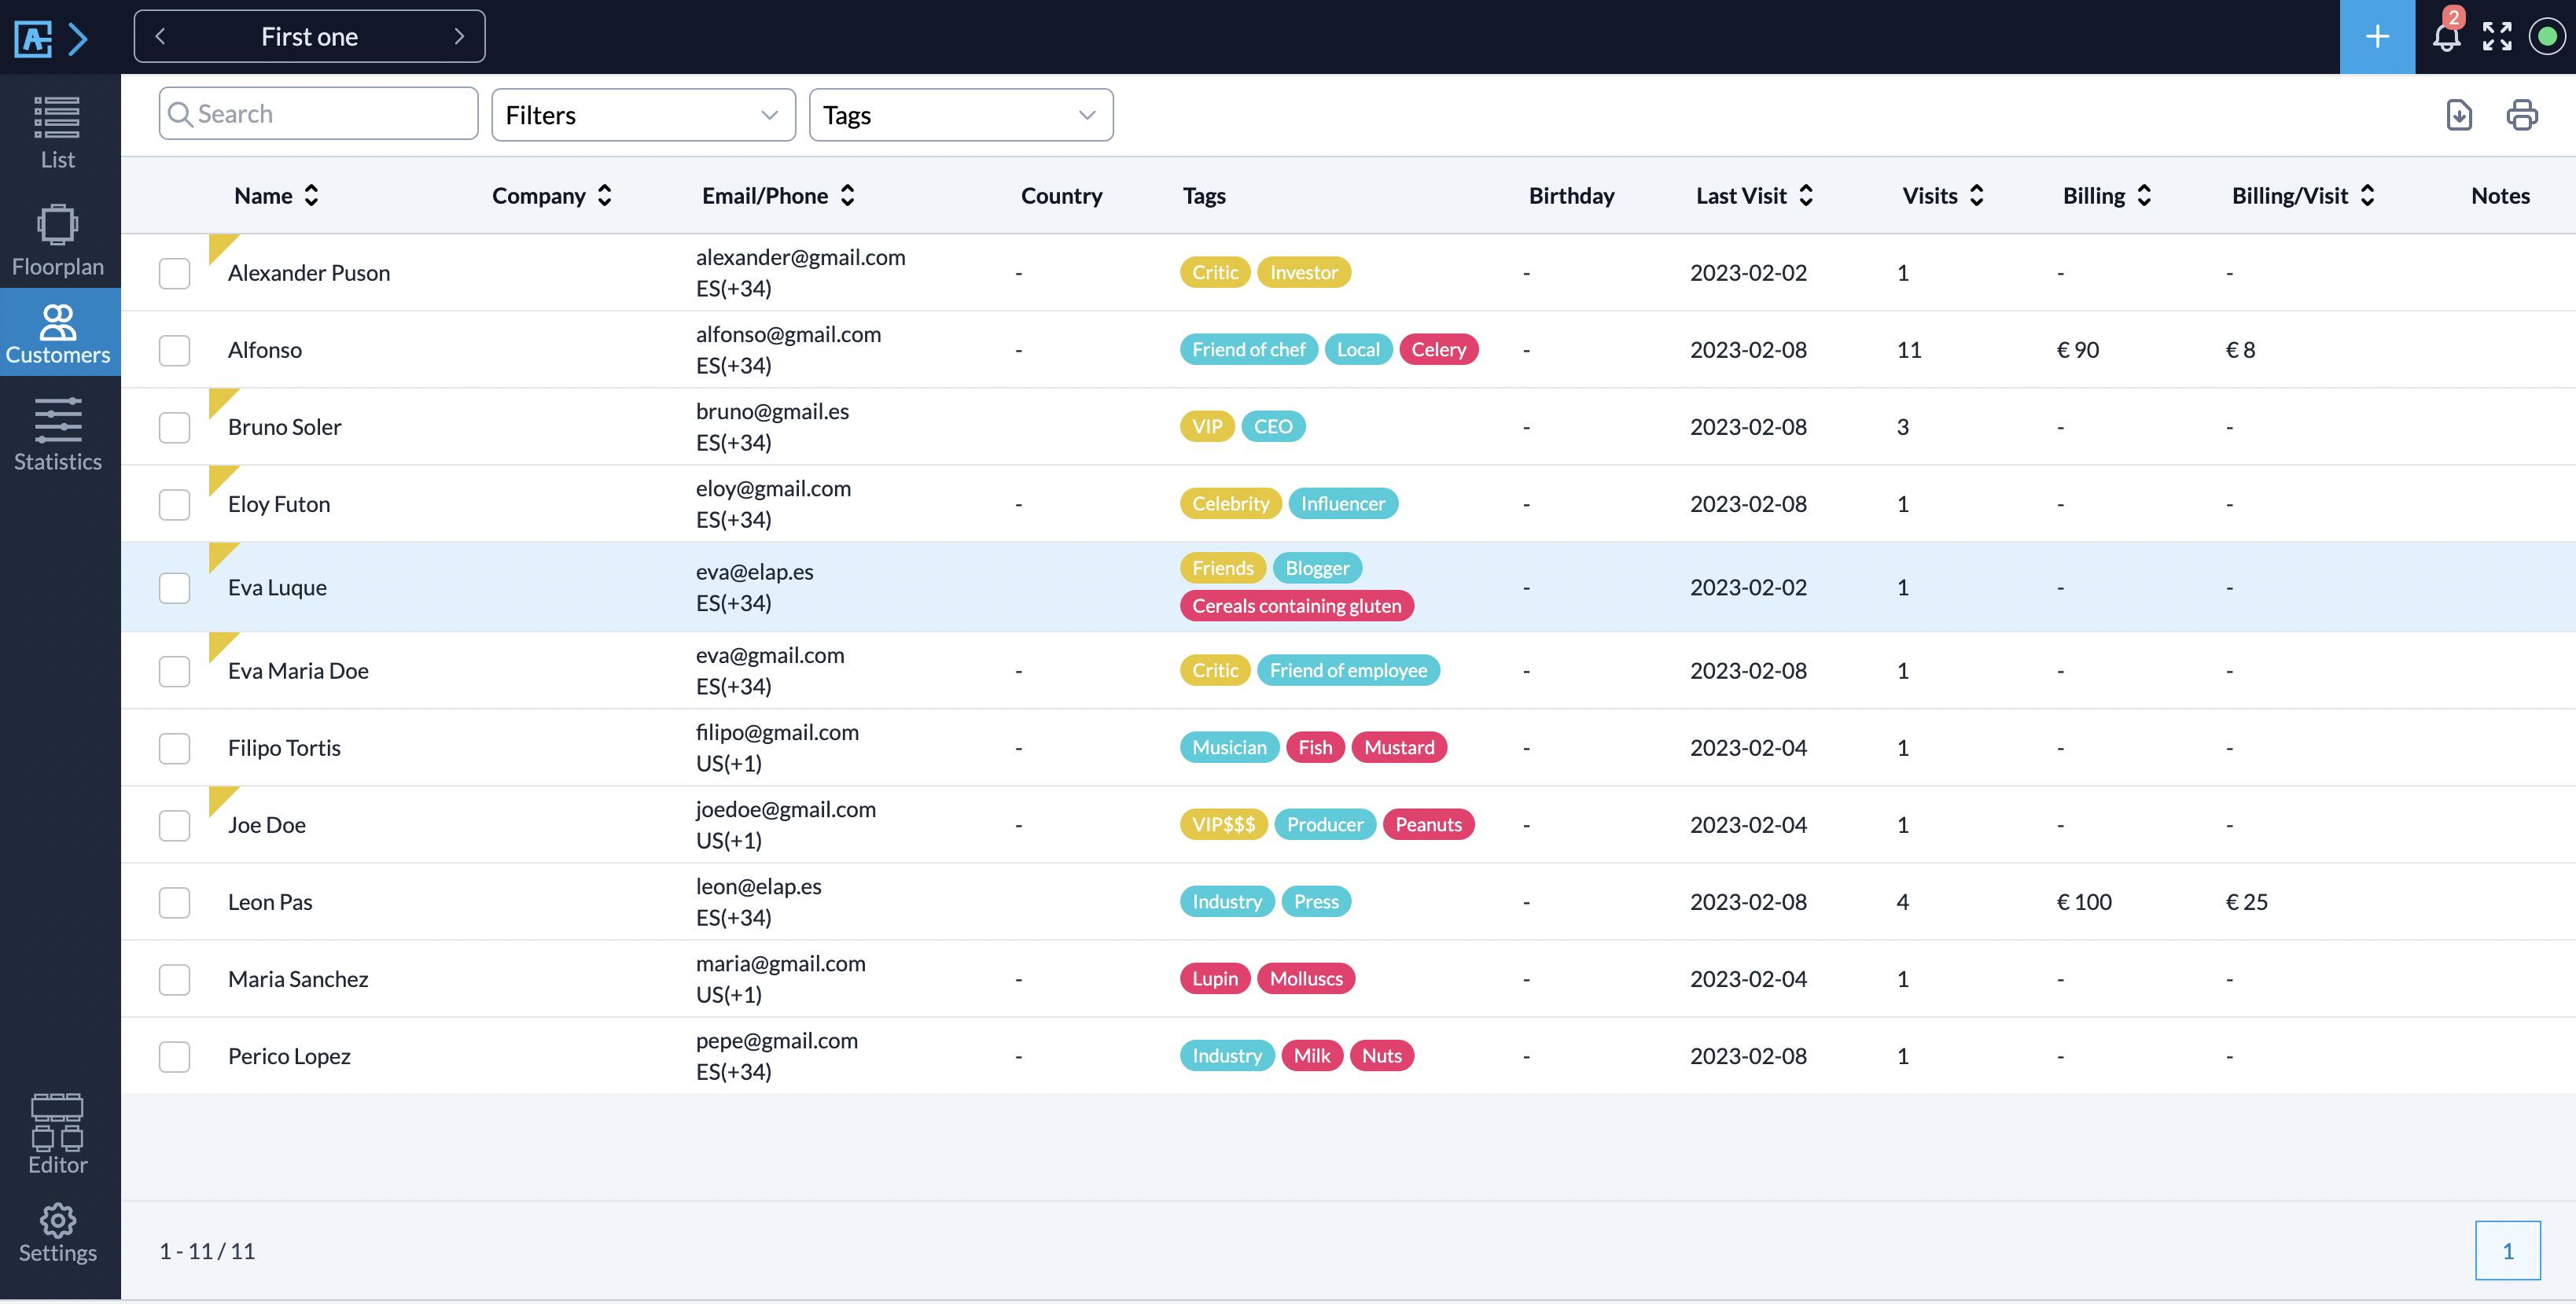 First one
2
List
Floorplan
Customers
Statistics
Editor
Settings
Search
Filters
Tags
Name Company Email/Phone Country Tags Birthday Last Visit Visits Billing Billing/Visit Notes
Alexander Puson alexander@gmail.com - Critic Investor - 2023-02-02 1 - -
ES(+34)
Alfonso alfonso@gmail.com - Friend of chef Local Celery - 2023-02-08 11 € 90 € 8
ES(+34)
Bruno Soler bruno@gmail.es VIP CEO - 2023-02-08 3 - -
ES(+34)
Eloy Futon eloy@gmail.com - Celebrity Influencer - 2023-02-08 1 - -
ES(+34)
Eva Luque eva@elap.es Friends Blogger - 2023-02-02 1 - -
ES(+34) Cereals containing gluten
Eva Maria Doe eva@gmail.com - Critic Friend of employee - 2023-02-08 1 - -
ES(+34)
Filipo Tortis filipo@gmail.com - Musician Fish Mustard - 2023-02-04 1 - -
US(+1)
Joe Doe joedoe@gmail.com - VIP$$$ Producer Peanuts - 2023-02-04 1 - -
US(+1)
Leon Pas leon@elap.es Industry Press - 2023-02-08 4 € 100 € 25
ES(+34)
Maria Sanchez maria@gmail.com - Lupin Molluscs - 2023-02-04 1 - -
US(+1)
Perico Lopez pepe@gmail.com - Industry Milk Nuts - 2023-02-08 1 - -
ES(+34)
1 - 11 / 11
1